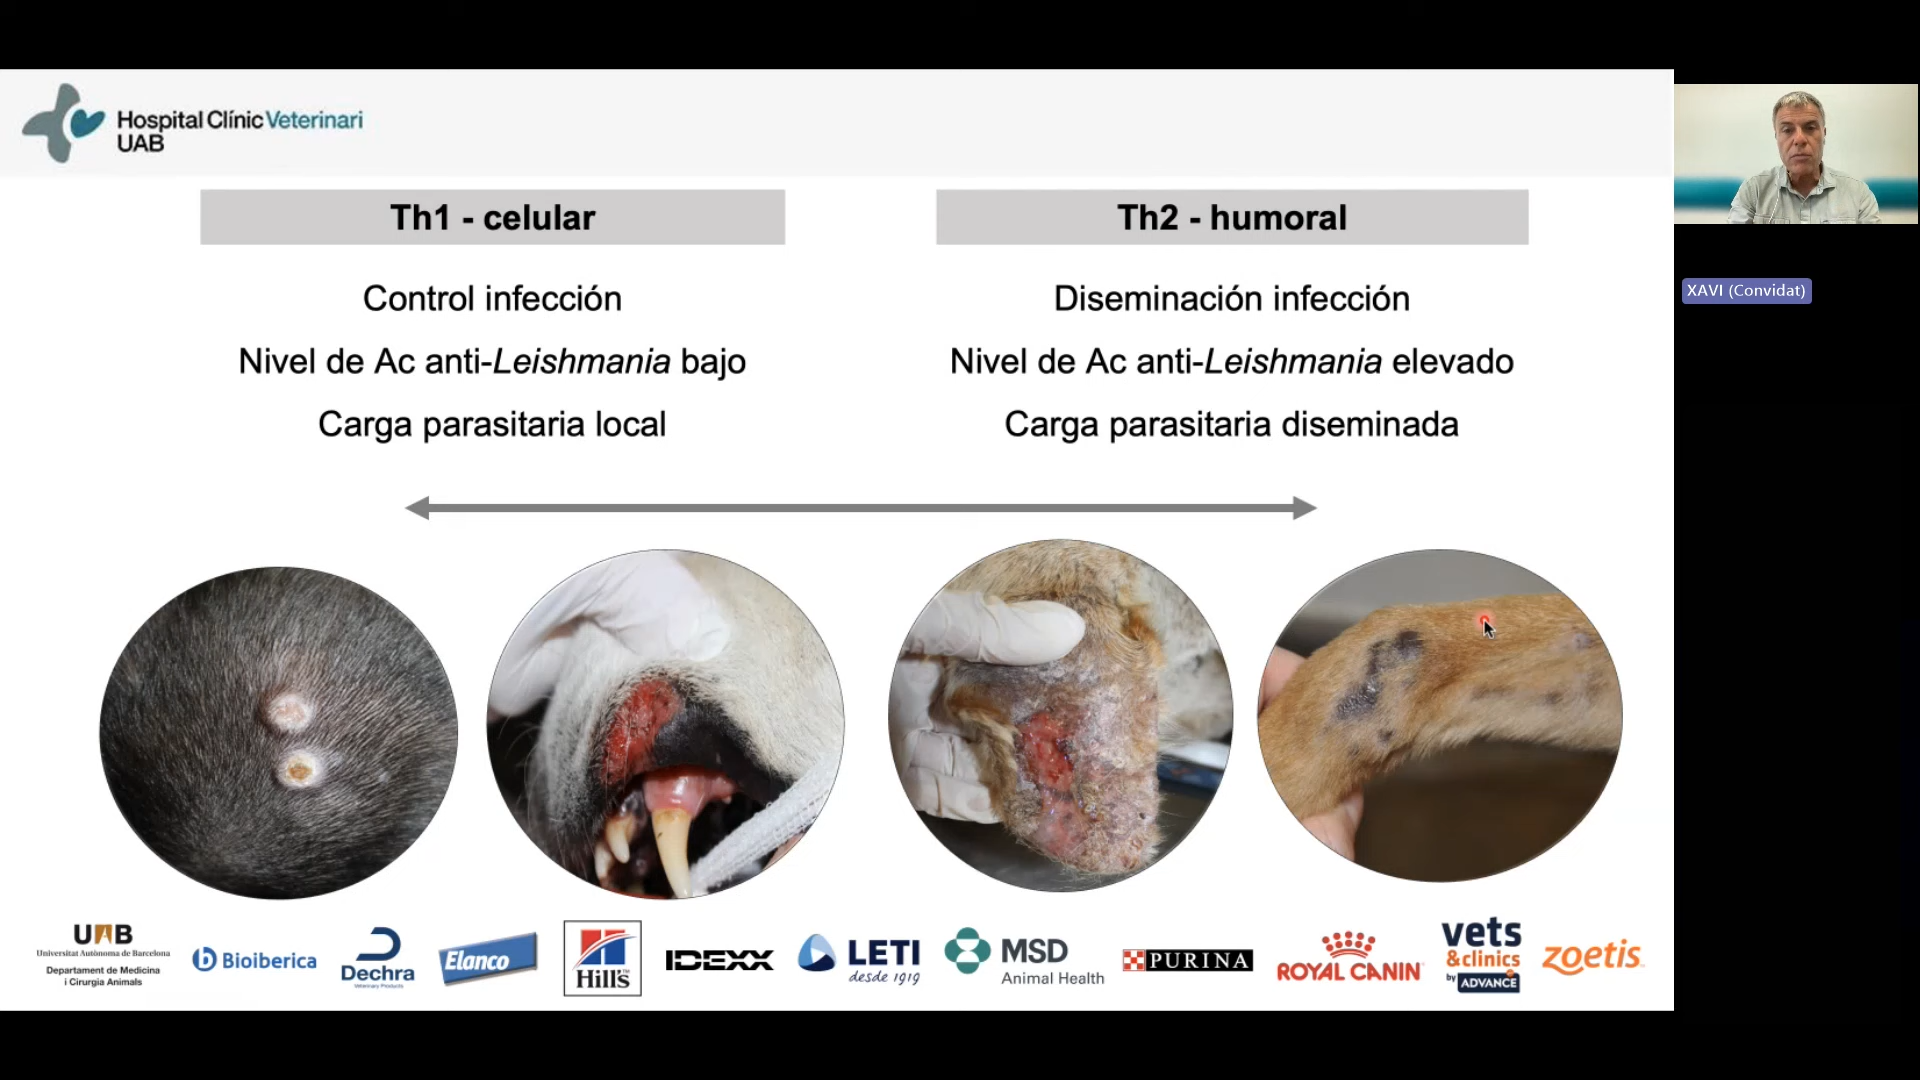 Hospital Clínic Veterinari
UAB
Th1 - celular
Control infección
Nivel de Ac anti-Leishmania bajo
Carga parasitaria local
Th2 - humoral
Diseminación infección
Nivel de Ac anti-Leishmania elevado
Carga parasitaria diseminada
XAVI (Convidat)
UAB
Universitat Autònoma de Barcelona
Departament de Medicina
i Cirurgia Animals
Bioiberica
Dechra
Veterinary Products
Elanco
Hill's
IDEXX
LETI
desde 1919
MSD
Animal Health
PURINA
ROYAL CANIN
vets
&clinics
by ADVANCE
zoetis